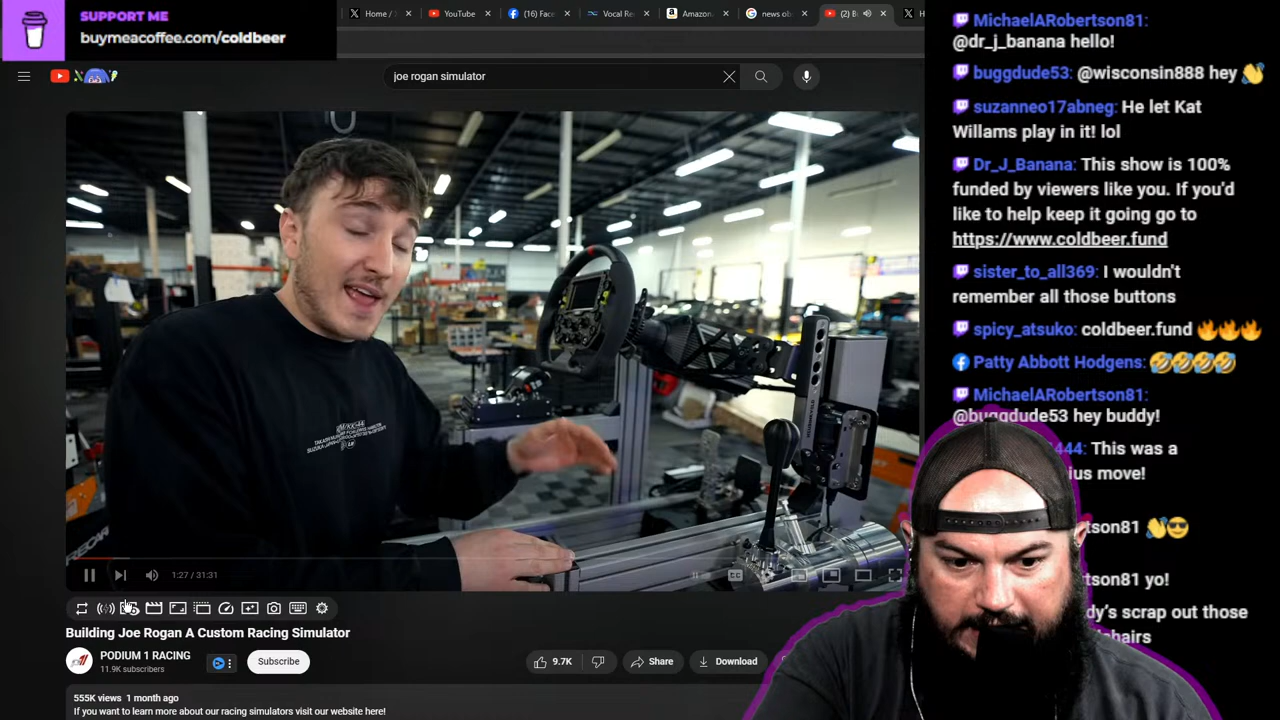 SUPPORT ME
buymeacoffee.com/coldbeer
Home /
YouTube
(16) Face
Vocal Re
Amazon.
news ob
(2) B
H
joe rogan simulator
1:27 / 31:31
Building Joe Rogan A Custom Racing Simulator
PODIUM 1 RACING
11.9K subscribers
Subscribe
9.7K
Share
Download
555K views 1 month ago
If you want to learn more about our racing simulators visit our website here!
MichaelARobertson81:
@dr_j_banana hello!
buggdude53: @wisconsin888 hey 👋
suzanneo17abneg: He let Kat
Willams play in it! lol
Dr_J_Banana: This show is 100%
funded by viewers like you. If you'd
like to help keep it going go to
https://www.coldbeer.fund
sister_to_all369: I wouldn't
remember all those buttons
spicy_atsuko: coldbeer.fund 🔥🔥🔥
Patty Abbott Hodgens: 🤣🤣🤣🤣
MichaelARobertson81:
@buggdude53 hey buddy!
444: This was a
ius move!
tson81 👋😎
rtson81 yo!
dy's scrap out those
lchairs